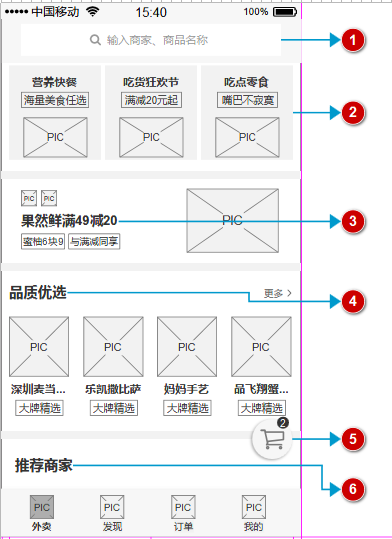 中国移动 15:40 100%
输入商家、商品名称
1
营养快餐 吃货狂欢节 吃点零食
海量美食任选 满减20元起 嘴巴不寂寞
2
PIC PIC PIC
PIC PIC
PIC
果然鲜满49减20
3
蜜柚6块9 与满减同享
品质优选 更多
4
PIC PIC PIC PIC
深圳麦当... 乐凯撒比萨 妈妈手艺 品飞翔蟹...
大牌精选 大牌精选 大牌精选 大牌精选
2
5
推荐商家
6
PIC PIC PIC PIC
外卖 发现 订单 我的